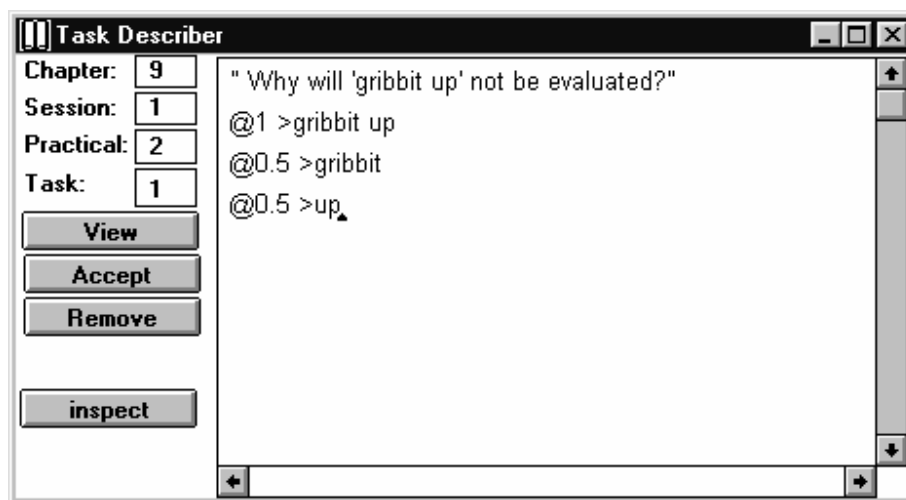 Task Describer
Chapter: 9
Session: 1
Practical: 2
Task: 1
View
Accept
Remove
inspect
" Why will 'gribbit up' not be evaluated?"
@1 >gribbit up
@0.5 >gribbit
@0.5 >up